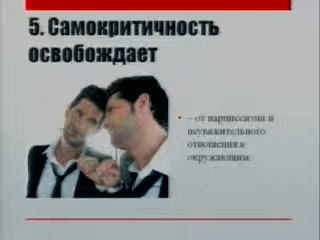 5. Самокритичность
освобождает
• – от нарциссизма и
неуважительного
отношения к
окружающим.